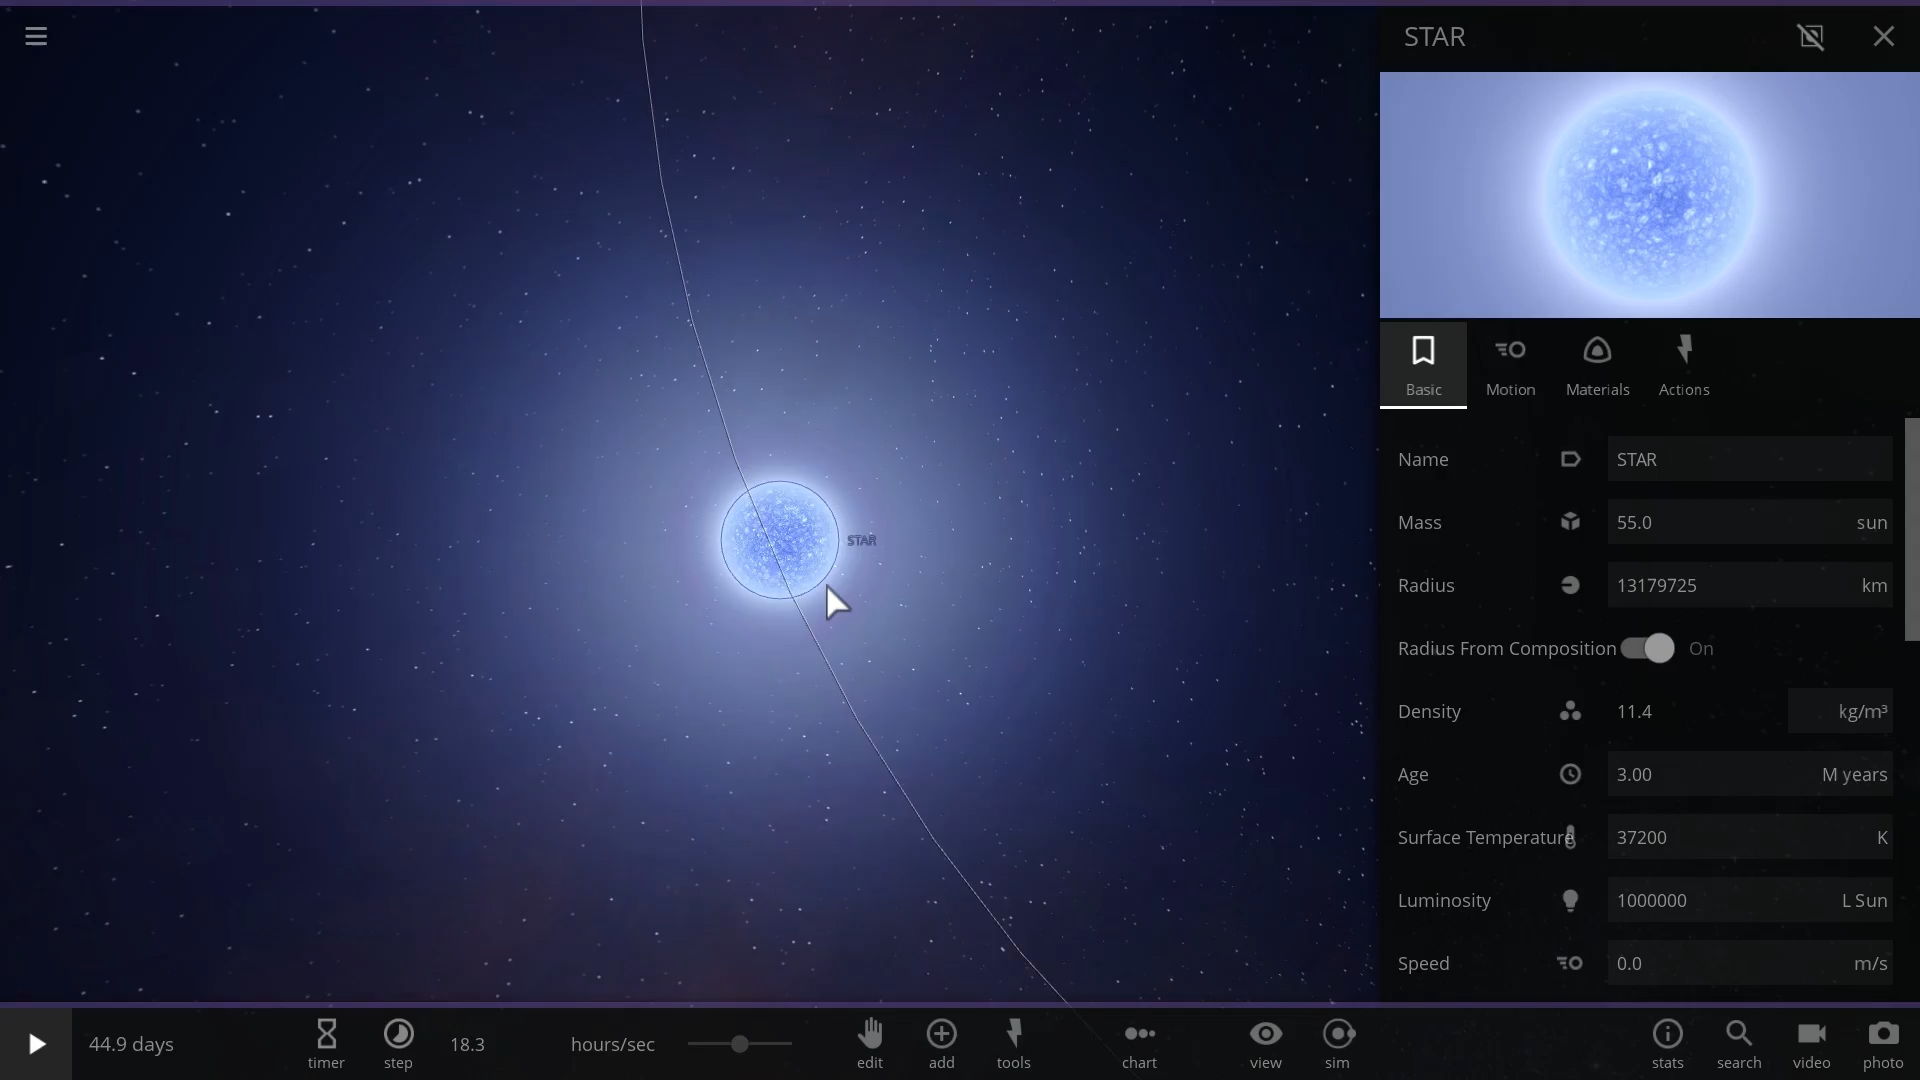 STAR
STAR
Basic
Motion
Materials
Actions
Name STAR
Mass 55.0 sun
Radius 13179725 km
Radius From Composition On
Density 11.4 kg/m³
Age 3.00 M years
Surface Temperature 37200 K
Luminosity 1000000 L Sun
Speed 0.0 m/s
44.9 days
timer
step
18.3 hours/sec
edit
add
tools
chart
view
sim
stats
search
video
photo